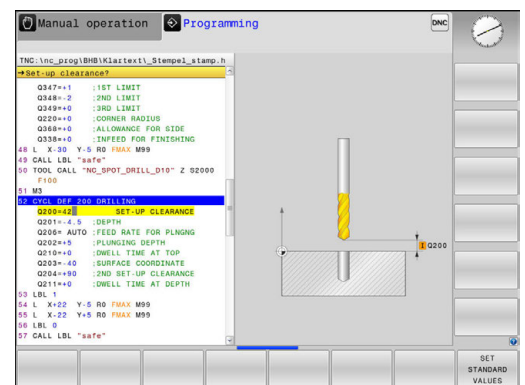 Manual operation
Programming
DNC
TNC:\nc_prog\BHB\Klartext\_Stempel_stamp.h
→Set-up clearance?
Q347=+1 ;1ST LIMIT
Q348=-2 ;2ND LIMIT
Q349=+0 ;3RD LIMIT
Q220=+0 ;CORNER RADIUS
Q368=+0 ;ALLOWANCE FOR SIDE
Q338=+0 ;INFEED FOR FINISHING
48 L X-30 Y-5 R0 FMAX M99
49 CALL LBL "safe"
50 TOOL CALL "NC_SPOT_DRILL_D10" Z S2000
F100
51 M3
52 CYCL DEF 200 DRILLING
Q200=42 SET-UP CLEARANCE
Q201=-4.5 ;DEPTH
Q206= AUTO ;FEED RATE FOR PLNGNG
Q202=+5 ;PLUNGING DEPTH
Q210=+0 ;DWELL TIME AT TOP
Q203=-40 ;SURFACE COORDINATE
Q204=+90 ;2ND SET-UP CLEARANCE
Q211=+0 ;DWELL TIME AT DEPTH
53 LBL 1
54 L X+22 Y-5 R0 FMAX M99
55 L X-22 Y+5 R0 FMAX M99
56 LBL 0
57 CALL LBL "safe"
I Q200
SET
STANDARD
VALUES